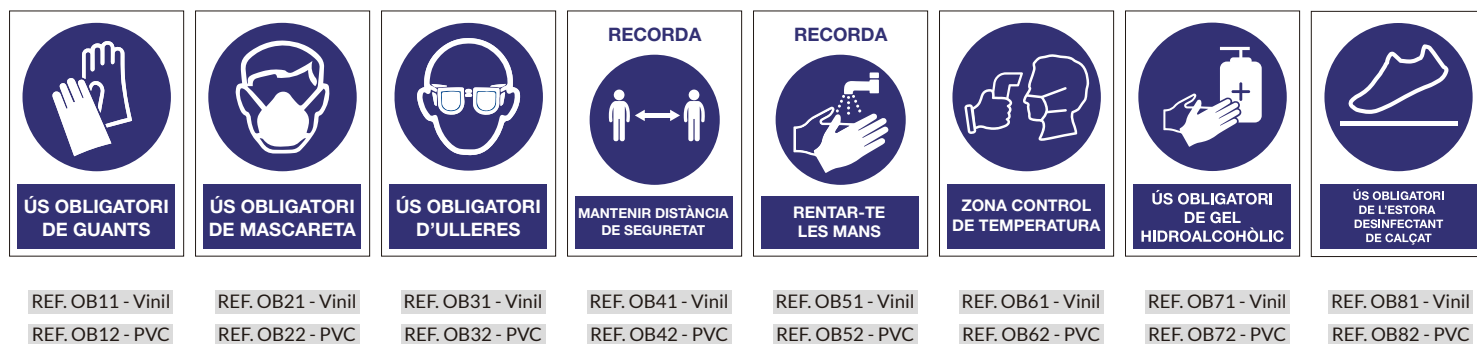 ÚS OBLIGATORI
DE GUANTS
ÚS OBLIGATORI
DE MASCARETA
ÚS OBLIGATORI
D'ULLERES
RECORDA
MANTENIR DISTÀNCIA
DE SEGURETAT
RECORDA
RENTAR-TE
LES MANS
ZONA CONTROL
DE TEMPERATURA
ÚS OBLIGATORI
DE GEL
HIDROALCOHÒLIC
ÚS OBLIGATORI
DE L'ESTORA
DESINFECTANT
DE CALÇAT
REF. OB11 - Vinil
REF. OB12 - PVC
REF. OB21 - Vinil
REF. OB22 - PVC
REF. OB31 - Vinil
REF. OB32 - PVC
REF. OB41 - Vinil
REF. OB42 - PVC
REF. OB51 - Vinil
REF. OB52 - PVC
REF. OB61 - Vinil
REF. OB62 - PVC
REF. OB71 - Vinil
REF. OB72 - PVC
REF. OB81 - Vinil
REF. OB82 - PVC